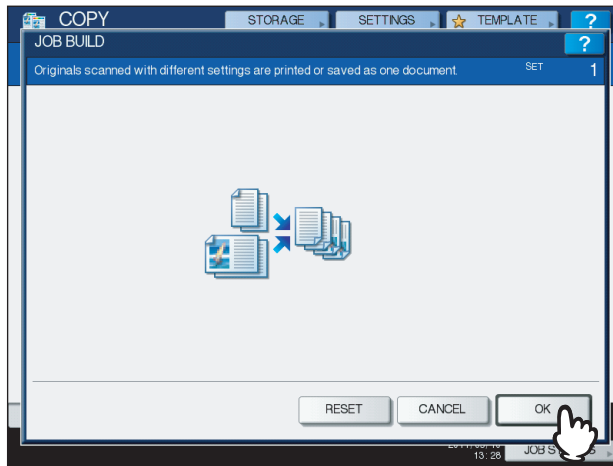 COPY
STORAGE
SETTINGS
TEMPLATE
?
JOB BUILD
?
Originals scanned with different settings are printed or saved as one document.
SET
1
RESET
CANCEL
OK
13:28
JOB S